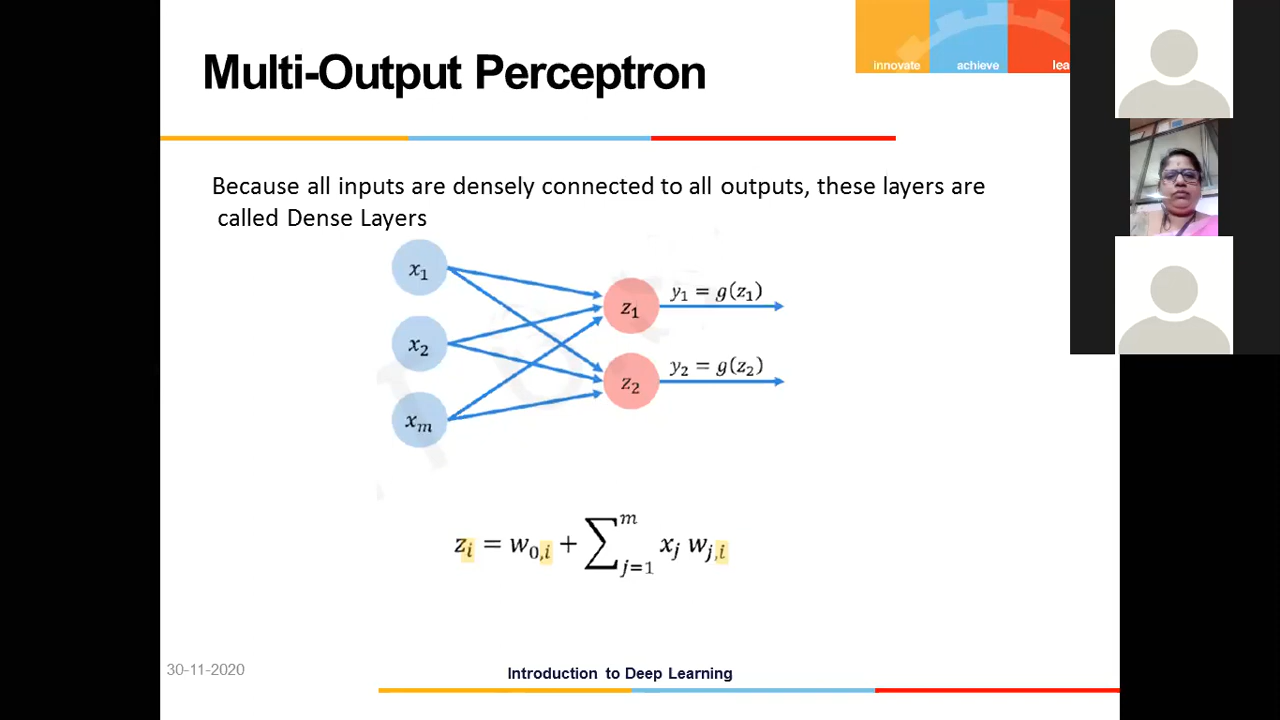 Multi-Output Perceptron
innovate achieve lea
Because all inputs are densely connected to all outputs, these layers are
called Dense Layers
x₁
x₂
xₘ
z₁
z₂
y₁ = g(z₁)
y₂ = g(z₂)
zᵢ = w₀,ᵢ + ∑ᵐⱼ₌₁ xⱼ wⱼ,ᵢ
30-11-2020
Introduction to Deep Learning